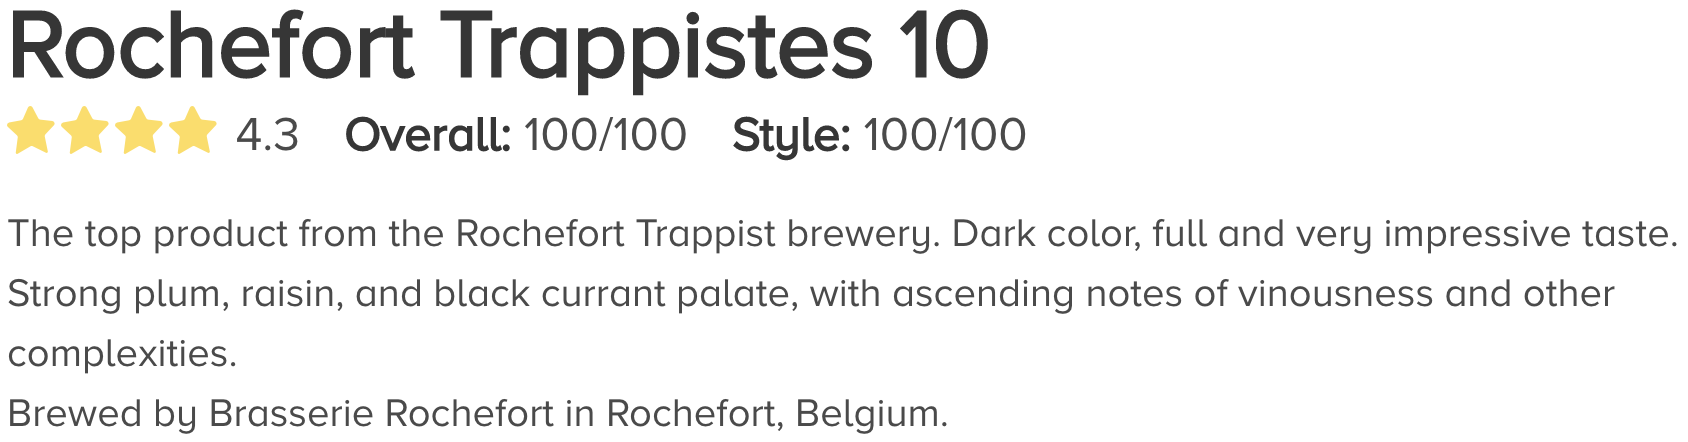 Rochefort Trappistes 10
4.3 Overall: 100/100 Style: 100/100
The top product from the Rochefort Trappist brewery. Dark color, full and very impressive taste.
Strong plum, raisin, and black currant palate, with ascending notes of vinousness and other
complexities.
Brewed by Brasserie Rochefort in Rochefort, Belgium.